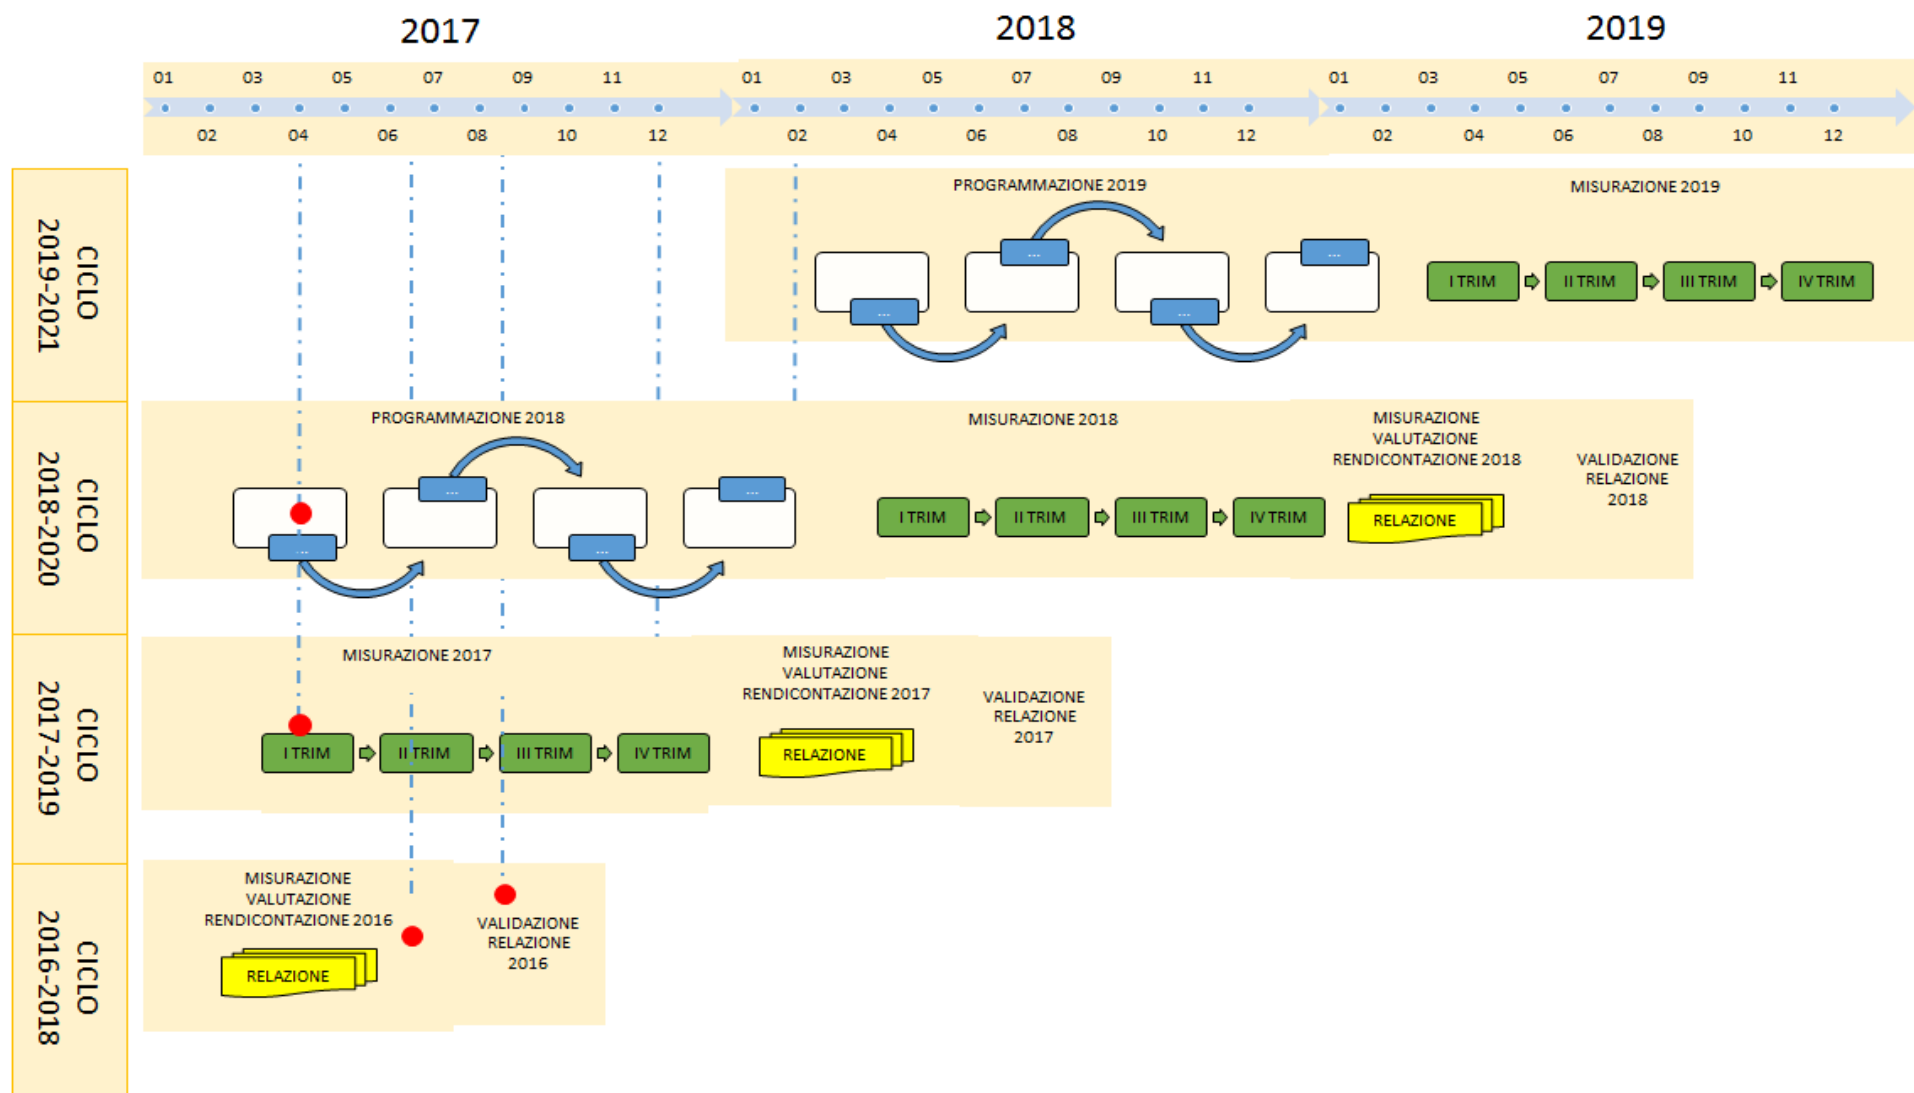 2017
2018
2019
01 03 05 07 09 11 01 03 05 07 09 11 01 03 05 07 09 11
02 04 06 08 10 12 02 04 06 08 10 12 02 04 06 08 10 12
CICLO
2019-2021
PROGRAMMAZIONE 2019
...
...
...
...
MISURAZIONE 2019
I TRIM
II TRIM
III TRIM
IV TRIM
CICLO
2018-2020
PROGRAMMAZIONE 2018
...
...
...
...
MISURAZIONE 2018
I TRIM
II TRIM
III TRIM
IV TRIM
MISURAZIONE
VALUTAZIONE
RENDICONTAZIONE 2018
RELAZIONE
VALIDAZIONE
RELAZIONE
2018
CICLO
2017-2019
MISURAZIONE 2017
I TRIM
II TRIM
III TRIM
IV TRIM
MISURAZIONE
VALUTAZIONE
RENDICONTAZIONE 2017
RELAZIONE
VALIDAZIONE
RELAZIONE
2017
CICLO
2016-2018
MISURAZIONE
VALUTAZIONE
RENDICONTAZIONE 2016
RELAZIONE
VALIDAZIONE
RELAZIONE
2016